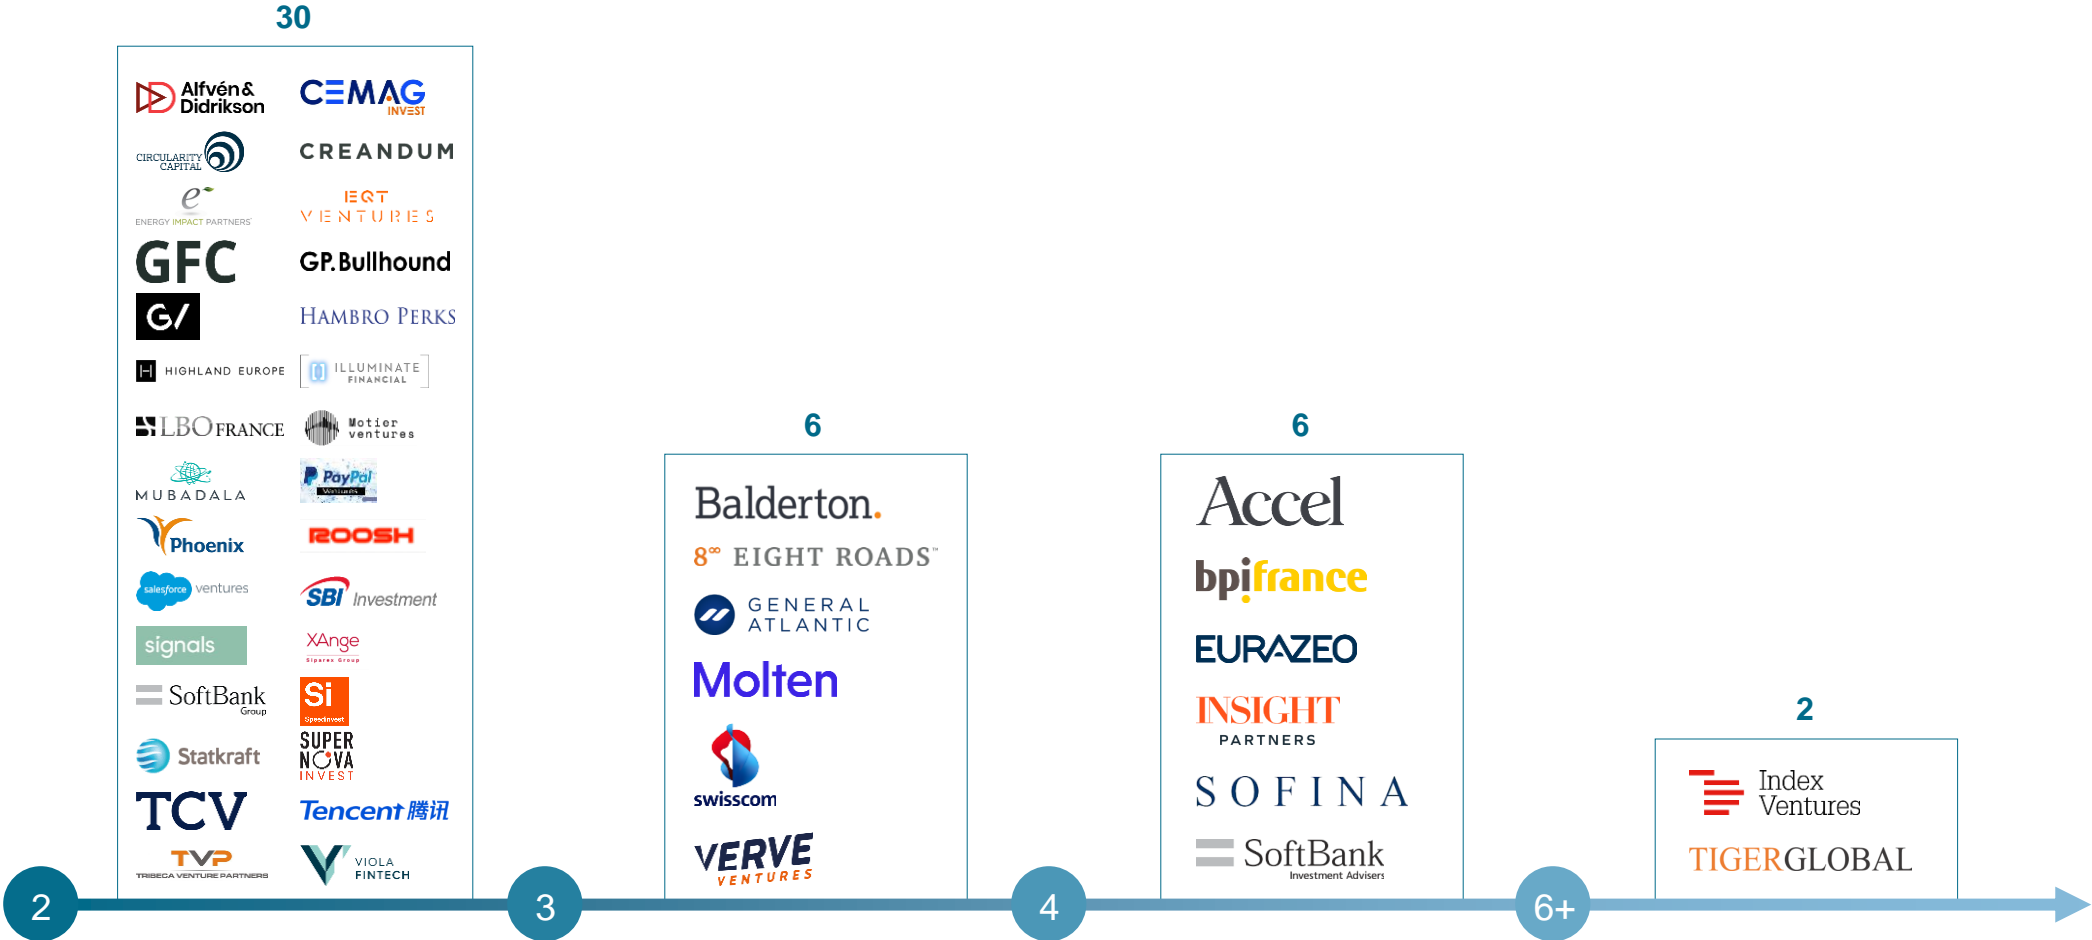 30
Alfvén &
Didrikson
CEMAG
INVEST
CIRCULARITY
CAPITAL
CREANDUM
e
ENERGY IMPACT PARTNERS
EQT
VENTURES
GFC
GP.Bullhound
G/
HAMBRO PERKS
H HIGHLAND EUROPE
ILLUMINATE
FINANCIAL
LBO FRANCE
Motier
ventures
MUBADALA
PayPal
Ventures
Phoenix
ROOSH
salesforce ventures
SBI Investment
signals
XAnge
Siparex Group
SoftBank
Group
Si
Speedinvest
Statkraft
SUPER
NOVA
INVEST
TCV
Tencent 腾讯
TVP
TRIBECA VENTURE PARTNERS
VIOLA
FINTECH
6
Balderton.
8∞ EIGHT ROADS™
GENERAL
ATLANTIC
Molten
swisscom
VERVE
VENTURES
6
Accel
bpifrance
EURAZEO
INSIGHT
PARTNERS
SOFINA
SoftBank
Investment Advisers
2
Index
Ventures
TIGERGLOBAL
2
3
4
6+